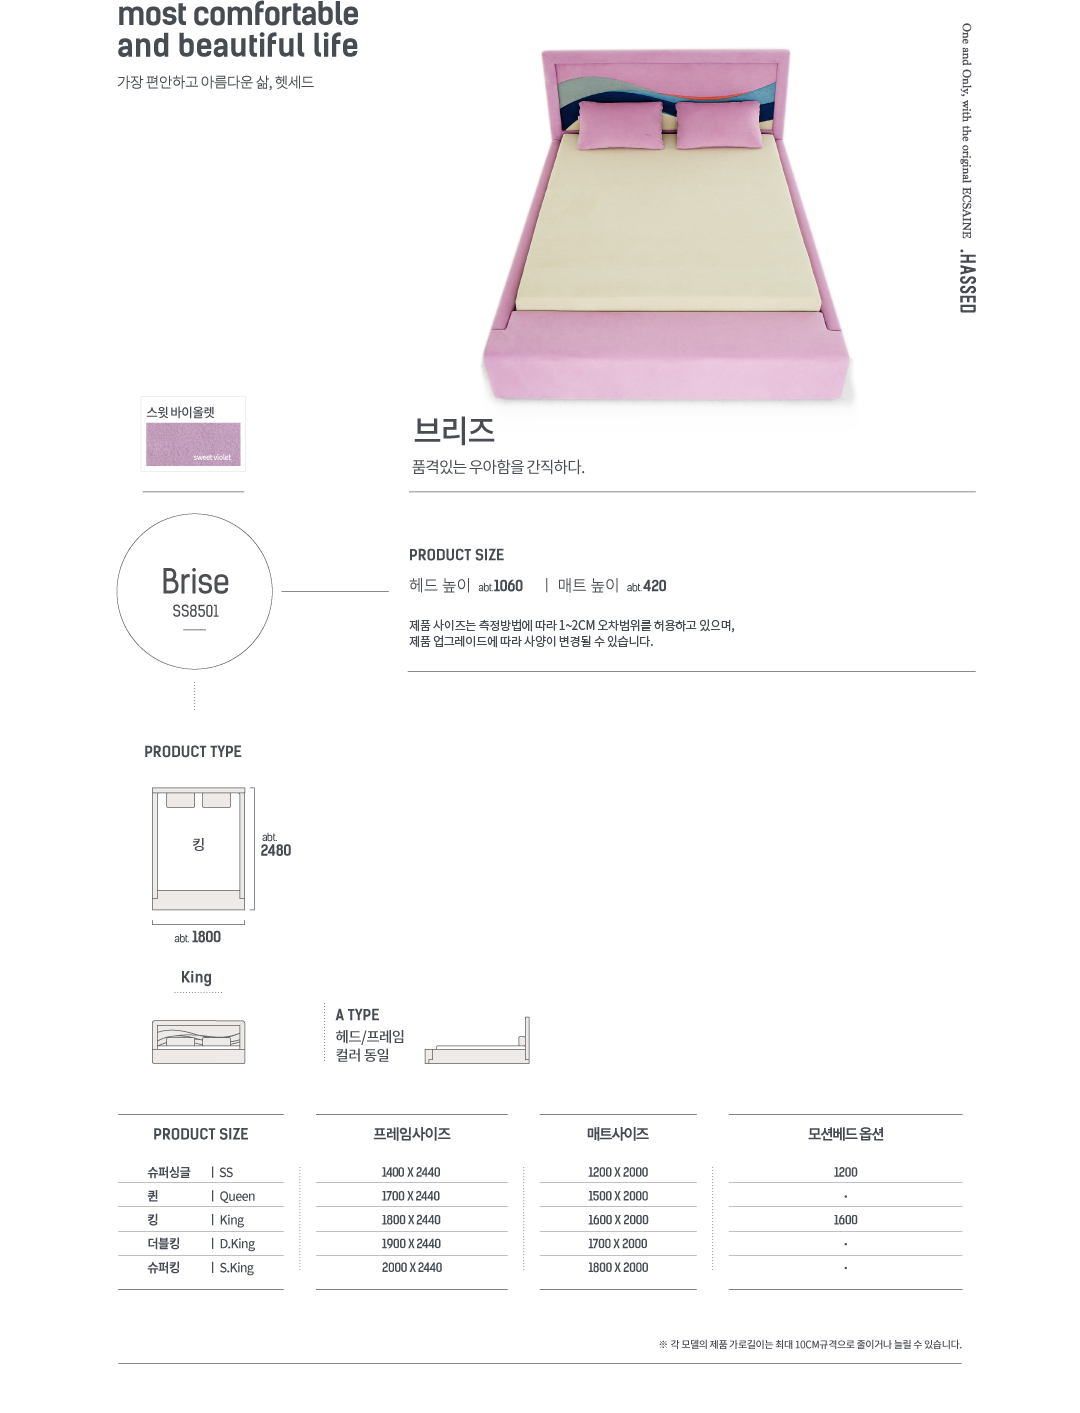 most comfortable
and beautiful life
가장 편안하고 아름다운 삶, 헷세드
One and Only, with the original ECSAINE .HASSED
스윗 바이올렛
sweet violet
브리즈
품격있는 우아함을 간직하다.
Brise
SS8501
PRODUCT SIZE
헤드 높이 abt.1060 | 매트 높이 abt.420
제품 사이즈는 측정방법에 따라 1~2CM 오차범위를 허용하고 있으며,
제품 업그레이드에 따라 사양이 변경될 수 있습니다.
PRODUCT TYPE
킹
abt.
2480
abt. 1800
King
A TYPE
헤드/프레임
컬러 동일
PRODUCT SIZE 프레임사이즈 매트사이즈 모션베드 옵션
슈퍼싱글 | SS 1400 X 2440 1200 X 2000 1200
퀸 | Queen 1700 X 2440 1500 X 2000 ·
킹 | King 1800 X 2440 1600 X 2000 1600
더블킹 | D.King 1900 X 2440 1700 X 2000 ·
슈퍼킹 | S.King 2000 X 2440 1800 X 2000 ·
※ 각 모델의 제품 가로길이는 최대 10CM규격으로 줄이거나 늘릴 수 있습니다.